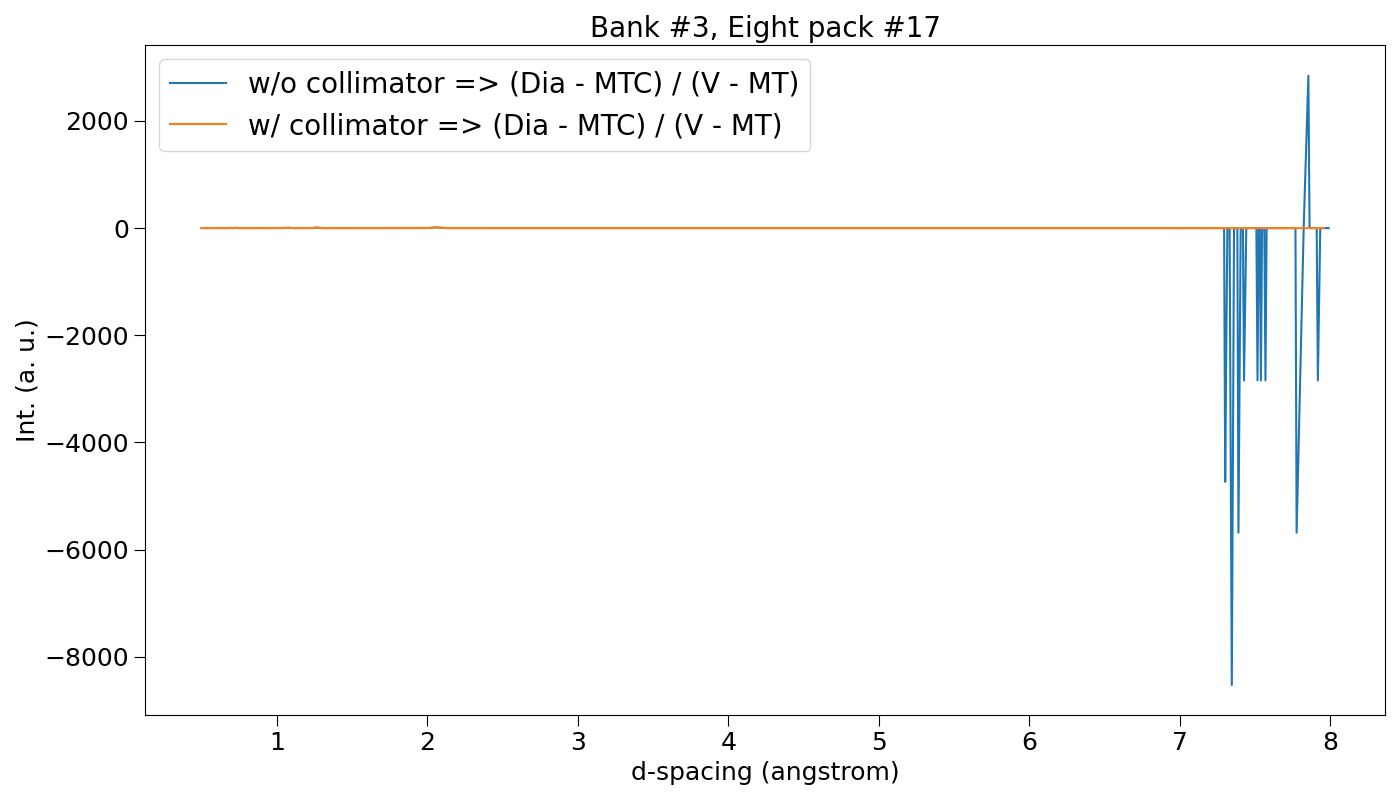 Bank #3, Eight pack #17
w/o collimator => (Dia - MTC) / (V - MT)
w/ collimator => (Dia - MTC) / (V - MT)
2000
0
−2000
−4000
−6000
−8000
Int. (a. u.)
1 2 3 4 5 6 7 8
d-spacing (angstrom)